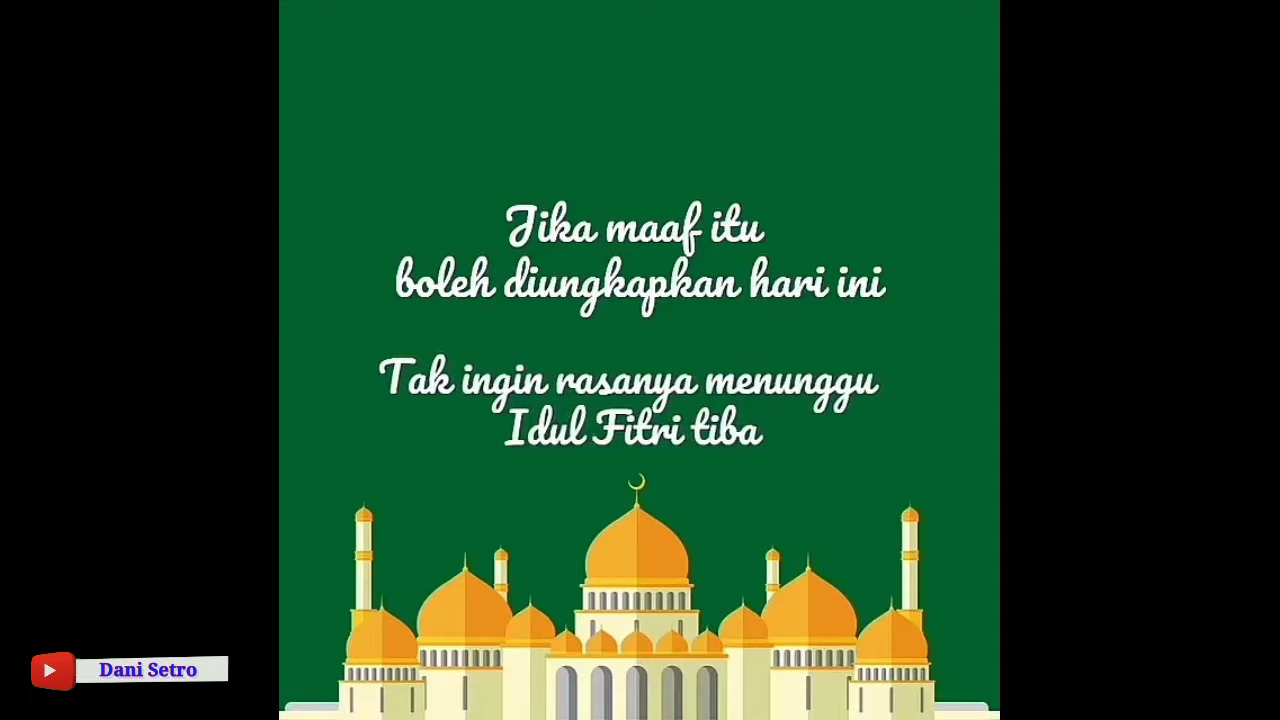 Jika maaf itu
boleh diungkapkan hari ini
Tak ingin rasanya menunggu
Idul Fitri tiba
Dani Setro